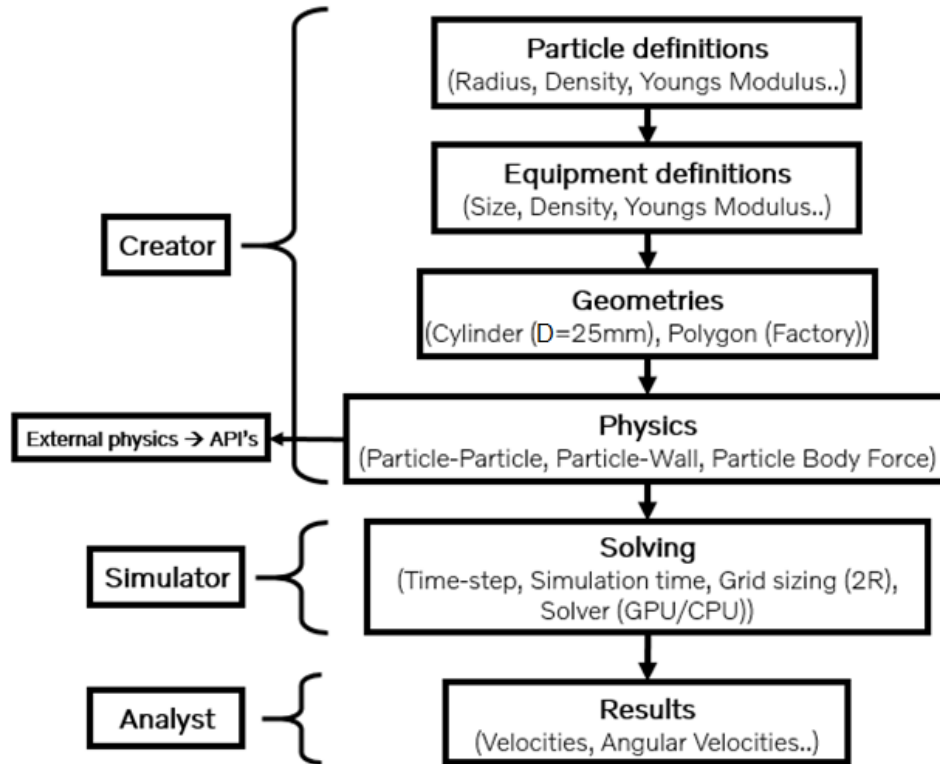 Particle definitions
(Radius, Density, Youngs Modulus..)
Equipment definitions
(Size, Density, Youngs Modulus..)
Creator
Geometries
(Cylinder (D=25mm), Polygon (Factory))
External physics → API's
Physics
(Particle-Particle, Particle-Wall, Particle Body Force)
Simulator
Solving
(Time-step, Simulation time, Grid sizing (2R),
Solver (GPU/CPU))
Analyst
Results
(Velocities, Angular Velocities..)